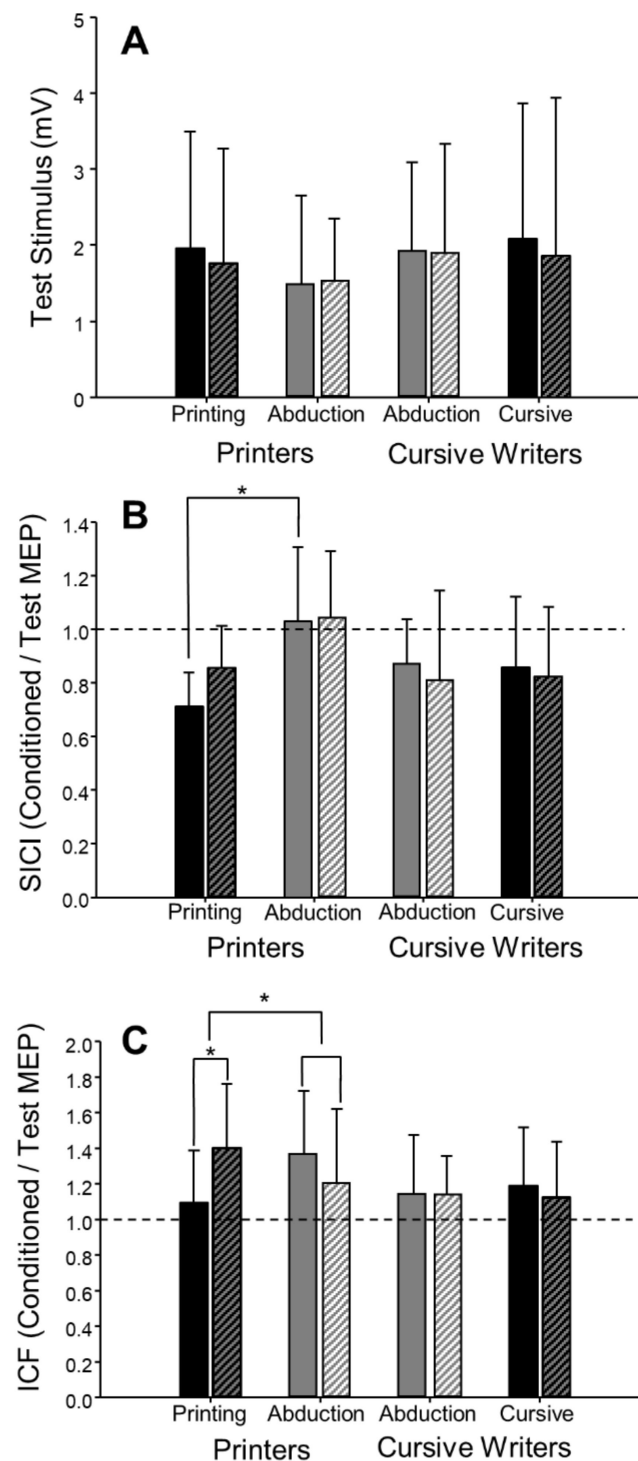 A
Test Stimulus (mV)
5
4
3
2
1
0
Printing Abduction Abduction Cursive
Printers Cursive Writers
B
*
SICI (Conditioned / Test MEP)
1.4
1.2
1.0
0.8
0.6
0.4
0.2
0.0
Printing Abduction Abduction Cursive
Printers Cursive Writers
C
*
*
ICF (Conditioned / Test MEP)
2.0
1.8
1.6
1.4
1.2
1.0
0.8
0.6
0.4
0.2
0.0
Printing Abduction Abduction Cursive
Printers Cursive Writers